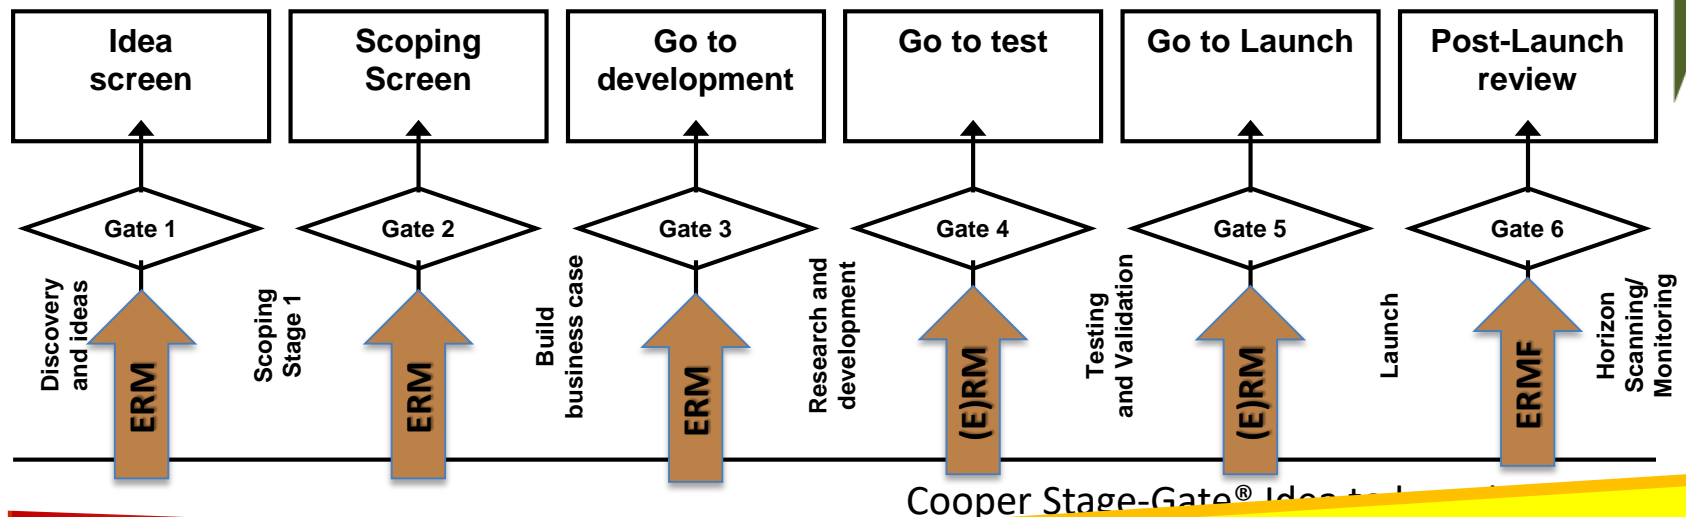 Idea
screen
Scoping
Screen
Go to
development
Go to test
Go to Launch
Post-Launch
review
Gate 1
Gate 2
Gate 3
Gate 4
Gate 5
Gate 6
Discovery
and ideas
ERM
Scoping
Stage 1
ERM
Build
business case
ERM
Research and
development
(E)RM
Testing
and Validation
(E)RM
Launch
ERMF
Horizon
Scanning/
Monitoring
Cooper Stage-Gate® Idea to